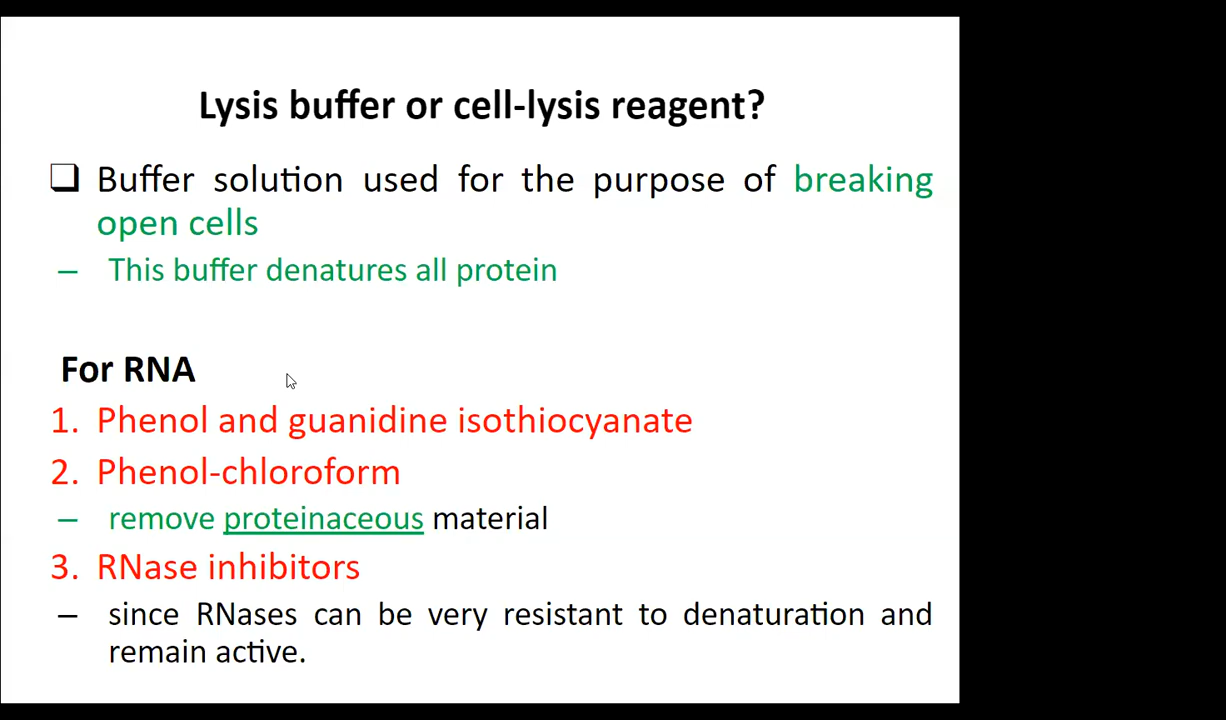 Lysis buffer or cell-lysis reagent?
❑ Buffer solution used for the purpose of breaking
open cells
– This buffer denatures all protein
For RNA
1. Phenol and guanidine isothiocyanate
2. Phenol-chloroform
– remove proteinaceous material
3. RNase inhibitors
– since RNases can be very resistant to denaturation and
remain active.